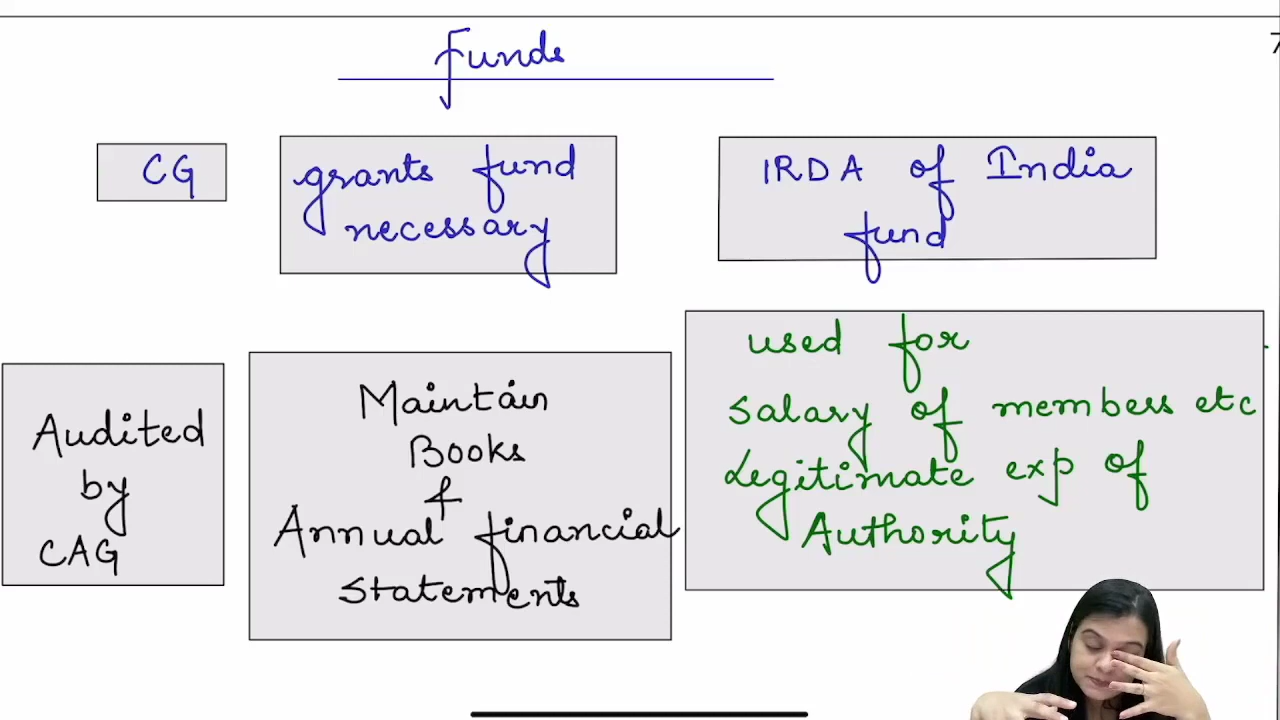 Funds
CG
grants fund
necessary
IRDA of India
fund
used for
salary of members etc
Legitimate exp of
Authority
Maintain
Books
&
Annual financial
statements
Audited
by
CAG
7